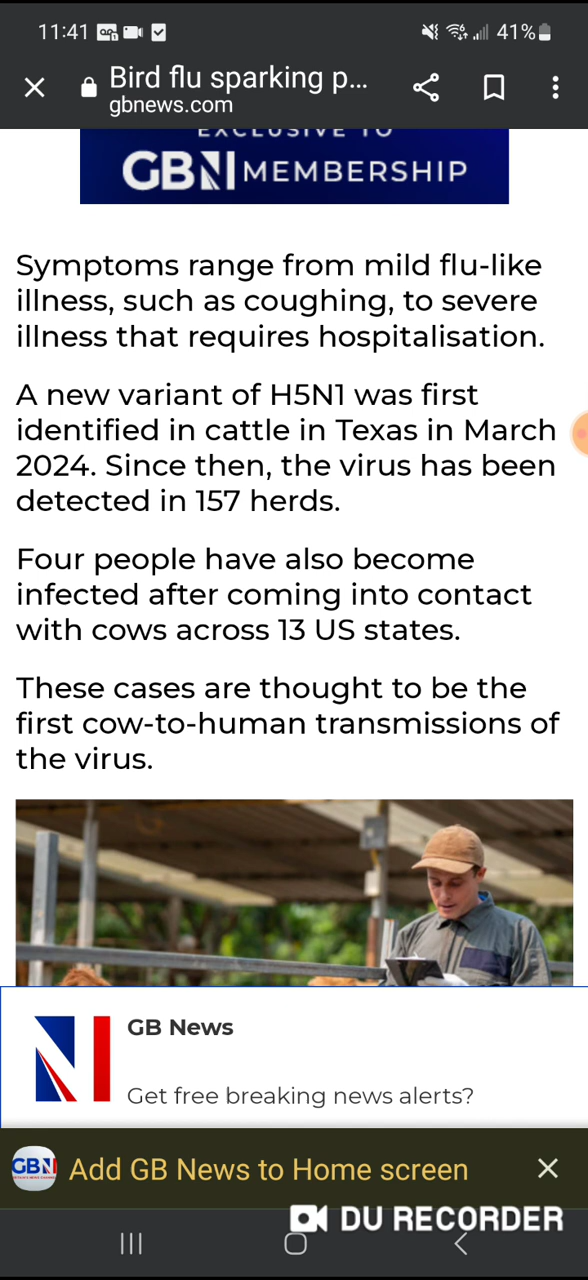 11:41
41%
Bird flu sparking p...
gbnews.com
EXCLUSIVE TO
GBN MEMBERSHIP
Symptoms range from mild flu-like
illness, such as coughing, to severe
illness that requires hospitalisation.
A new variant of H5N1 was first
identified in cattle in Texas in March
2024. Since then, the virus has been
detected in 157 herds.
Four people have also become
infected after coming into contact
with cows across 13 US states.
These cases are thought to be the
first cow-to-human transmissions of
the virus.
GB News
Get free breaking news alerts?
GBN
Add GB News to Home screen
DU RECORDER